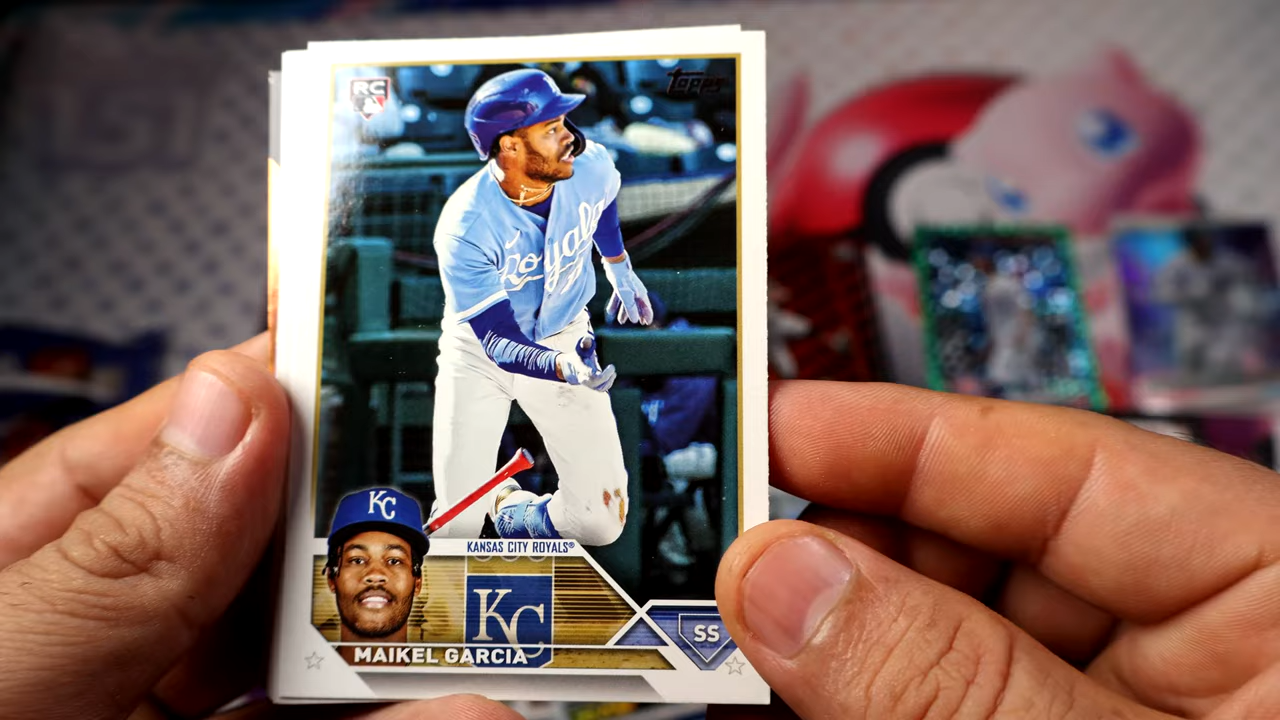 RC
Topps
Royals
KC
KANSAS CITY ROYALS®
KC
SS
MAIKEL GARCIA